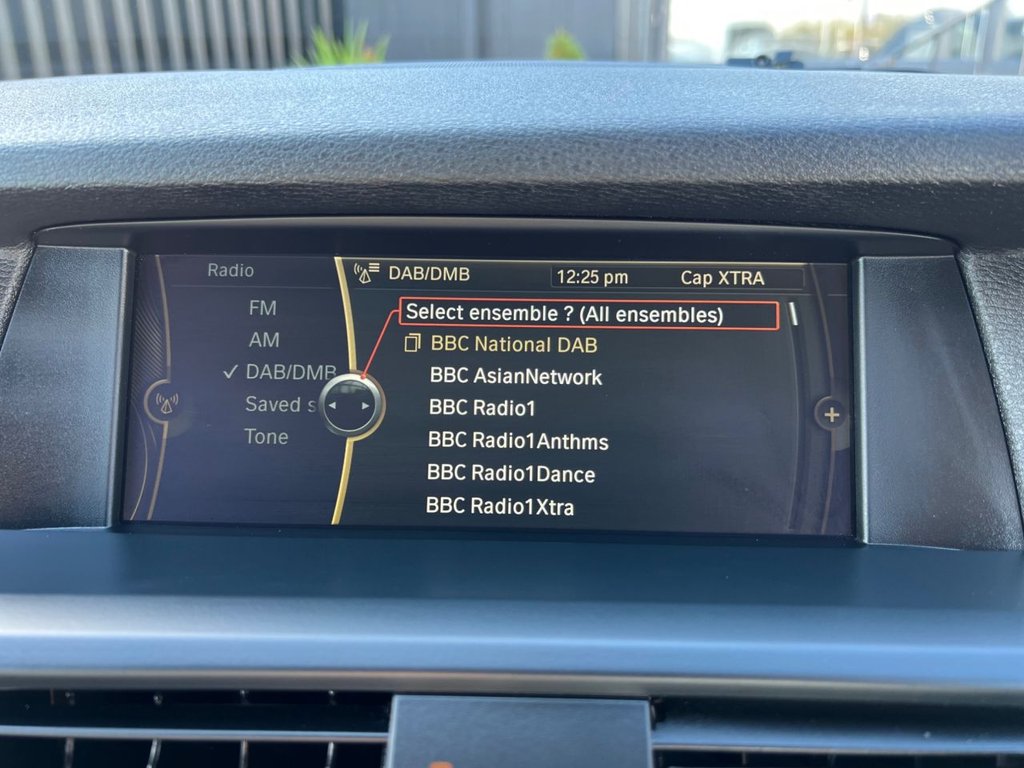 Radio
FM
AM
✓ DAB/DMB
Saved s
Tone
DAB/DMB
12:25 pm
Cap XTRA
Select ensemble ? (All ensembles)
BBC National DAB
BBC AsianNetwork
BBC Radio1
BBC Radio1Anthms
BBC Radio1Dance
BBC Radio1Xtra